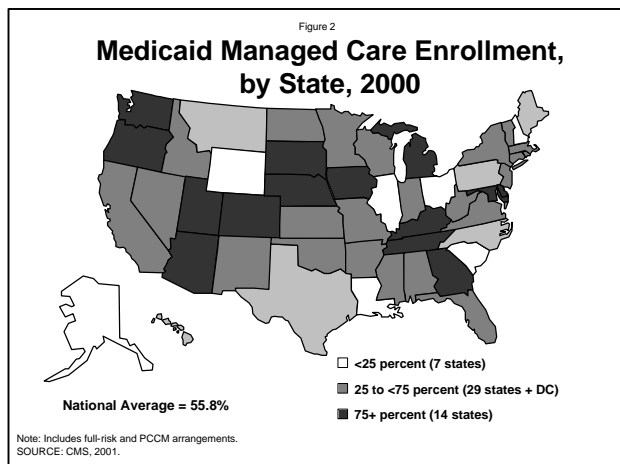 Figure 2
Medicaid Managed Care Enrollment,
by State, 2000
<25 percent (7 states)
25 to <75 percent (29 states + DC)
75+ percent (14 states)
National Average = 55.8%
Note: Includes full-risk and PCCM arrangements.
SOURCE: CMS, 2001.